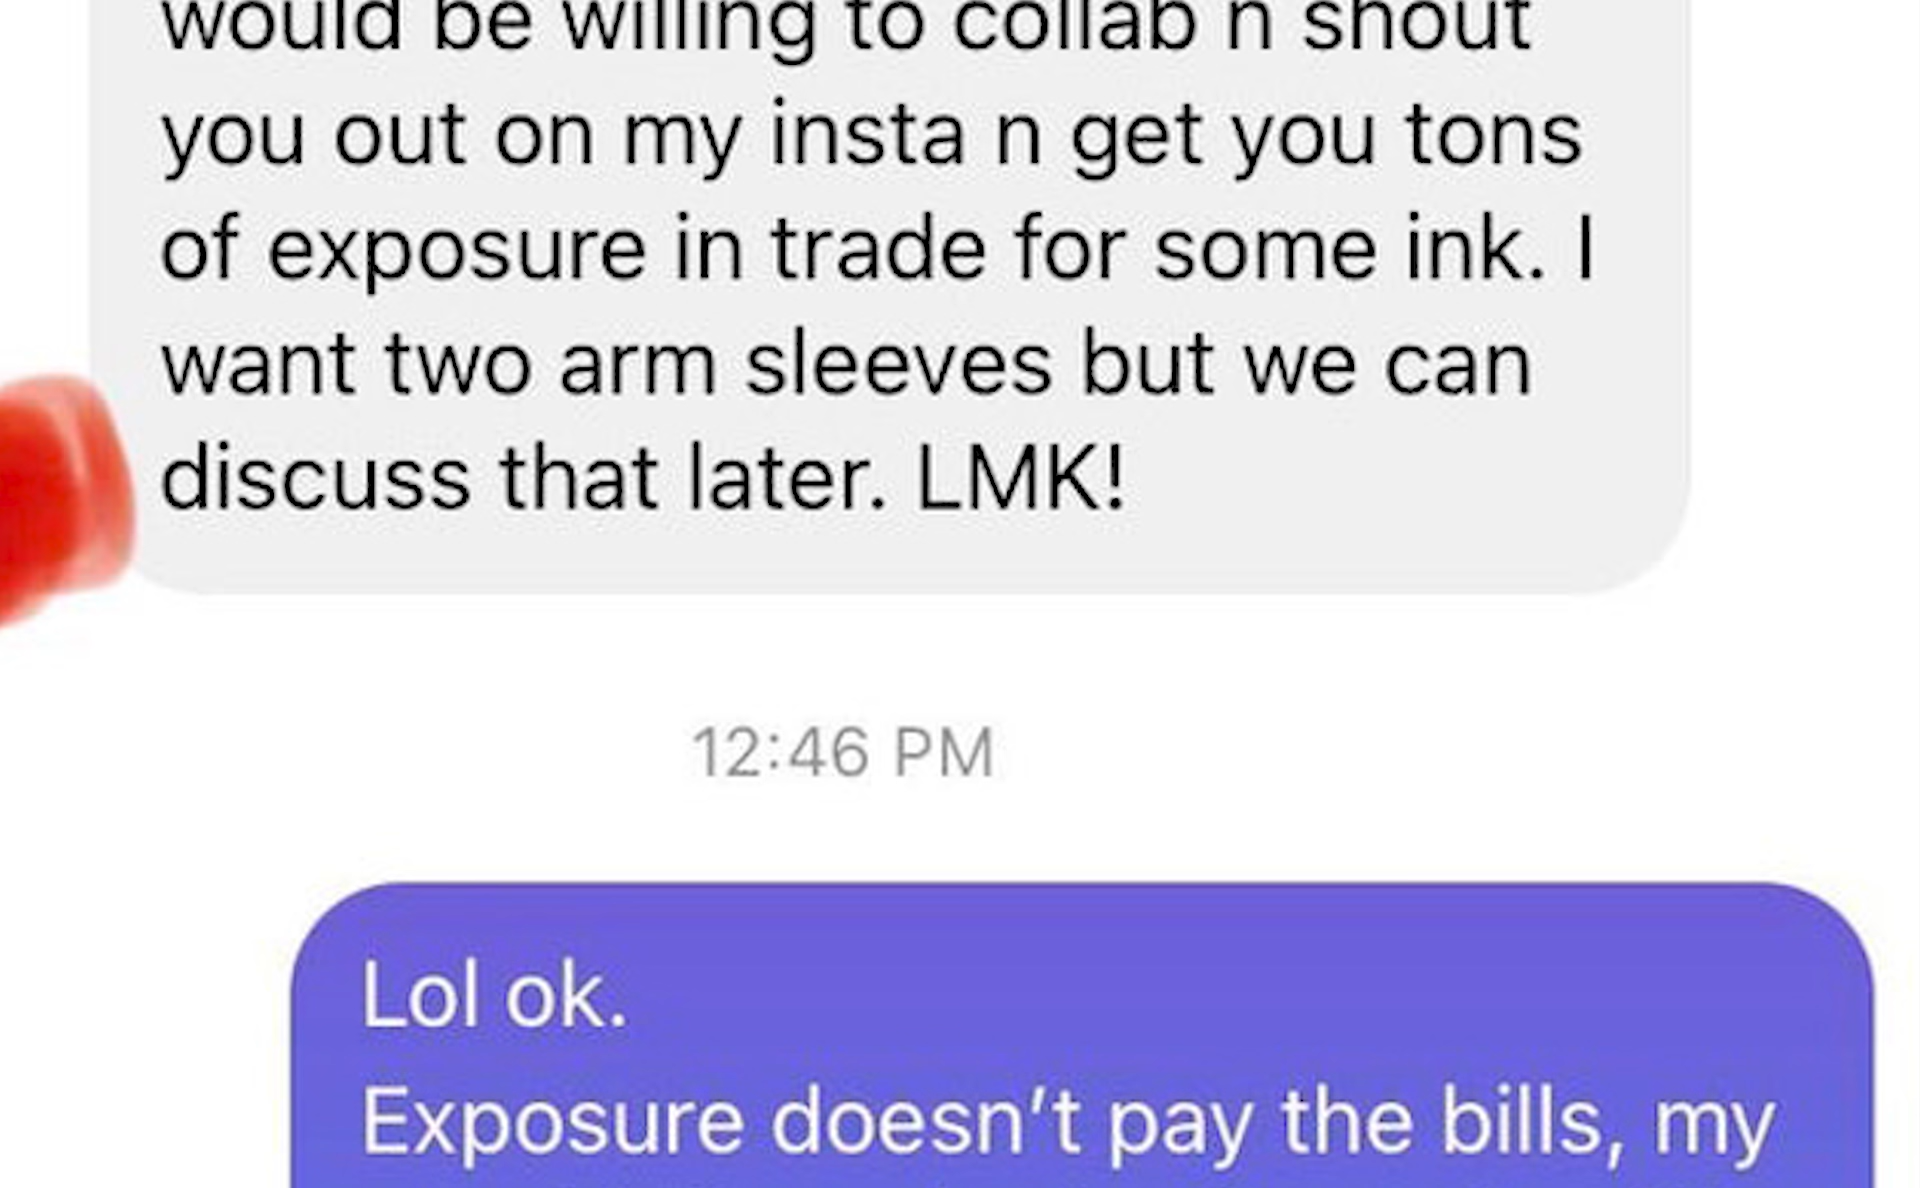 would be willing to collab n shout
you out on my insta n get you tons
of exposure in trade for some ink. I
want two arm sleeves but we can
discuss that later. LMK!
12:46 PM
Lol ok.
Exposure doesn’t pay the bills, my